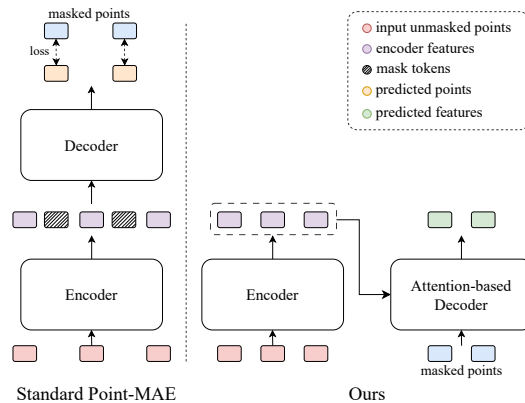 masked points
loss
Decoder
Encoder
Standard Point-MAE
input unmasked points
encoder features
mask tokens
predicted points
predicted features
Encoder
Attention-based
Decoder
masked points
Ours